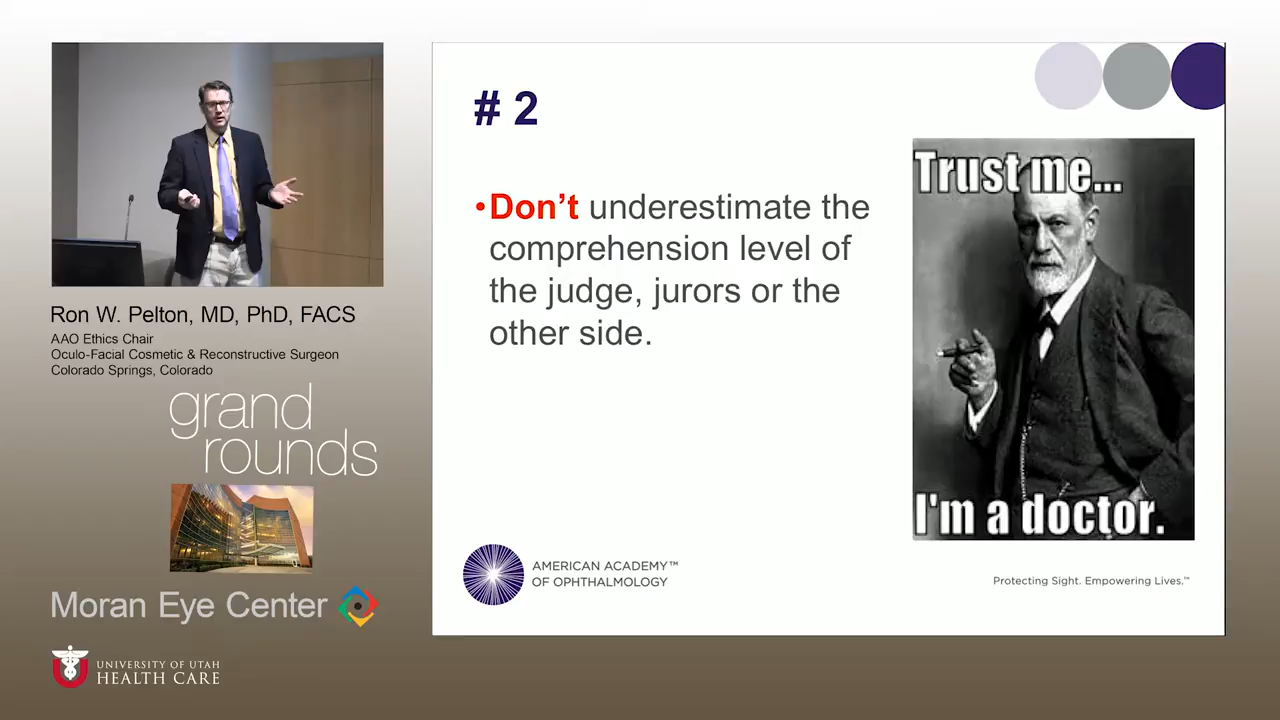 Ron W. Pelton, MD, PhD, FACS
AAO Ethics Chair
Oculo-Facial Cosmetic & Reconstructive Surgeon
Colorado Springs, Colorado
grand
rounds
Moran Eye Center
UNIVERSITY OF UTAH
HEALTH CARE
# 2
•Don't underestimate the
comprehension level of
the judge, jurors or the
other side.
Trust me...
I'm a doctor.
AMERICAN ACADEMY™
OF OPHTHALMOLOGY
Protecting Sight. Empowering Lives.™